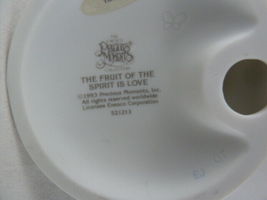 Precious
Moments
THE FRUIT OF THE
SPIRIT IS LOVE
©1993 Precious Moments, Inc.
All rights reserved worldwide
Licensee Enesco Corporation
521213